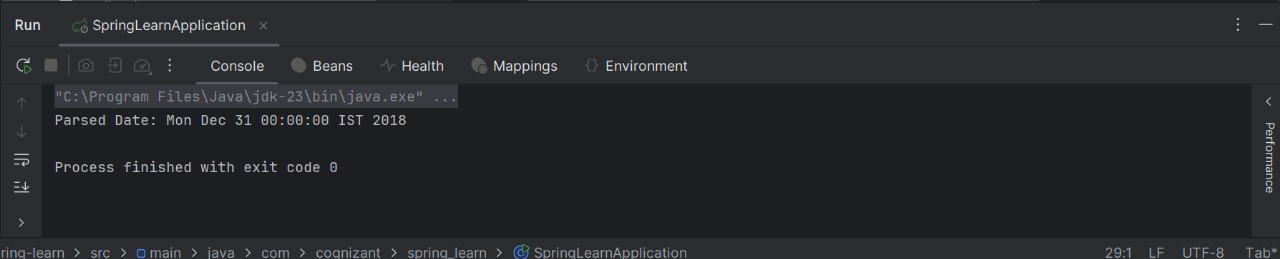 Run SpringLearnApplication
Console Beans Health Mappings Environment
"C:\Program Files\Java\jdk-23\bin\java.exe" ...
Parsed Date: Mon Dec 31 00:00:00 IST 2018
Process finished with exit code 0
Performance
ring-learn > src > main > java > com > cognizant > spring_learn > SpringLearnApplication 29:1 LF UTF-8 Tab*